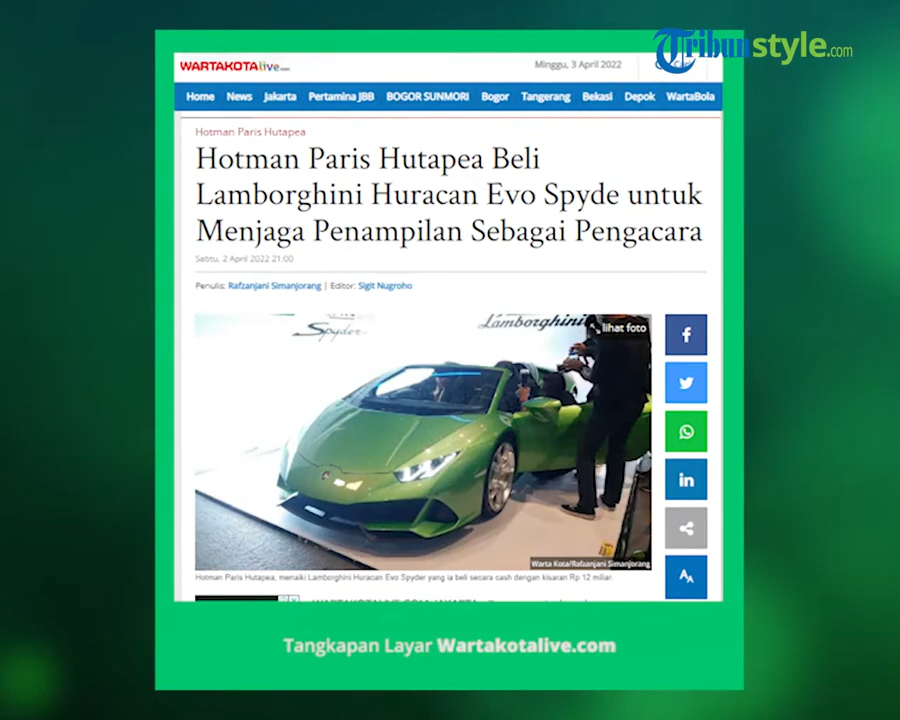 Tribunstyle.com
WARTAKOTAlive.com
Minggu, 3 April 2022
Home News Jakarta Pertamina JBB BOGOR SUNMORI Bogor Tangerang Bekasi Depok WartaBola
Hotman Paris Hutapea
Hotman Paris Hutapea Beli
Lamborghini Huracan Evo Spyde untuk
Menjaga Penampilan Sebagai Pengacara
Sabtu, 2 April 2022 21:00
Penulis: Rafzanjani Simanjorang | Editor: Sigit Nugroho
Spyder
Lamborghini
lihat foto
Warta Kota/Rafzanjani Simanjorang
Hotman Paris Hutapea, menaiki Lamborghini Huracan Evo Spyder yang ia beli secara cash dengan kisaran Rp 12 miliar.
Tangkapan Layar Wartakotalive.com